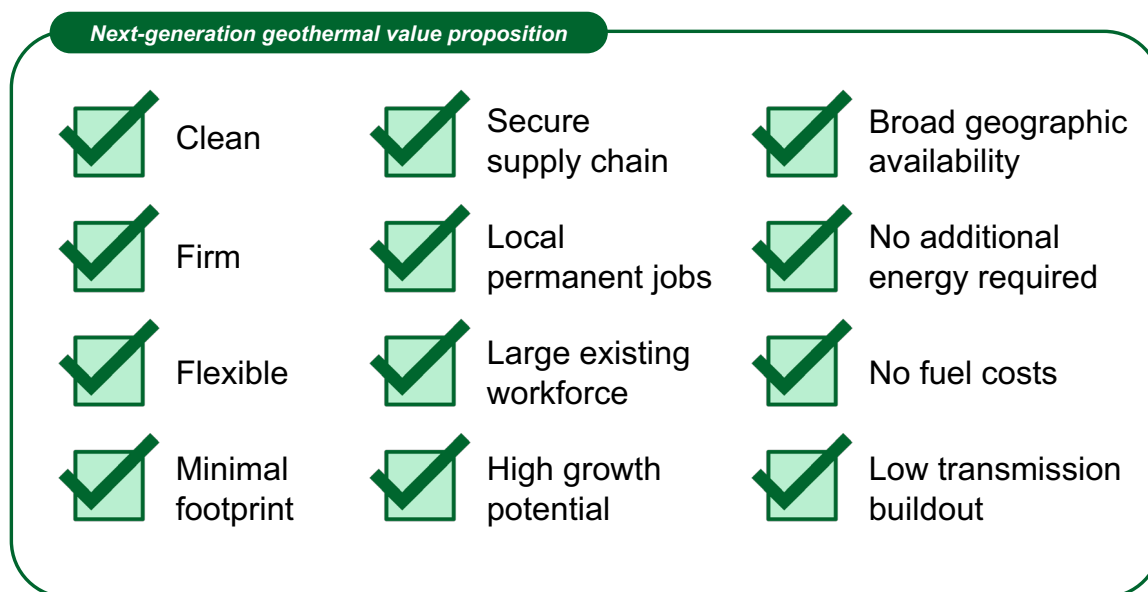 Next-generation geothermal value proposition
Clean
Firm
Flexible
Minimal
footprint
Secure
supply chain
Local
permanent jobs
Large existing
workforce
High growth
potential
Broad geographic
availability
No additional
energy required
No fuel costs
Low transmission
buildout